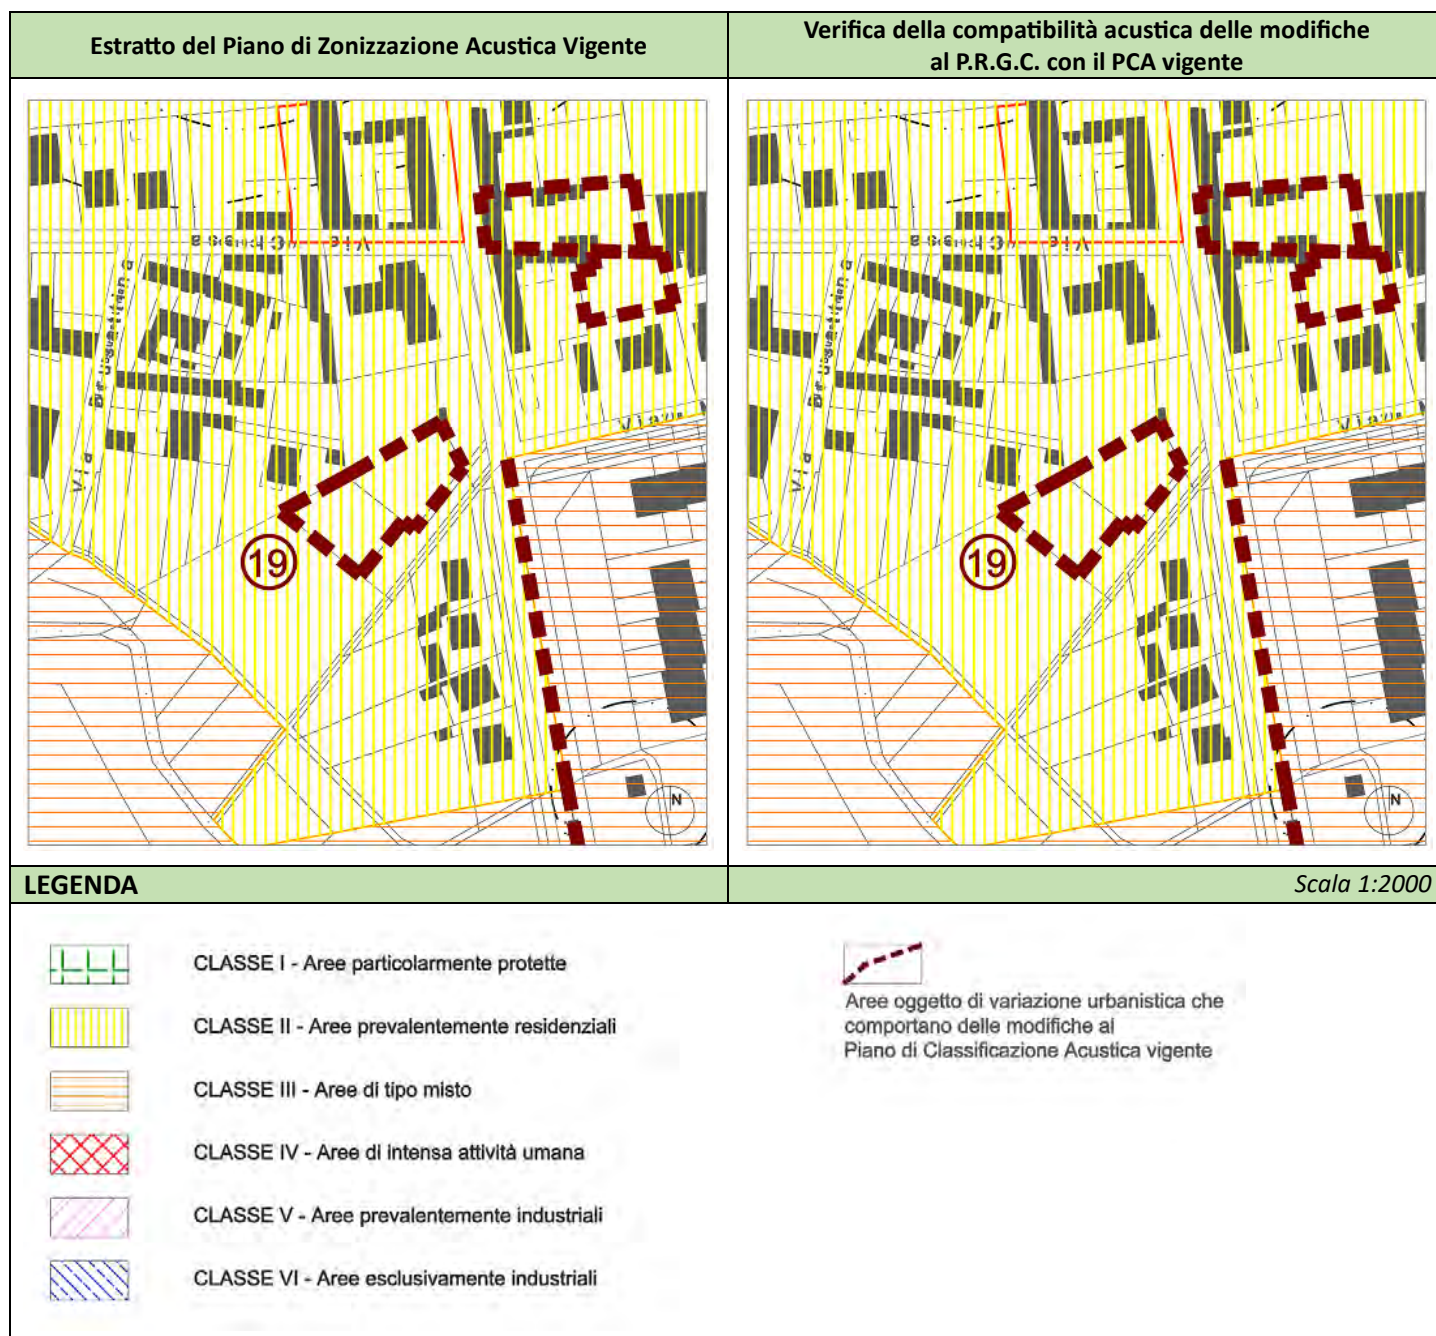 Estratto del Piano di Zonizzazione Acustica Vigente
Verifica della compatibilità acustica delle modifiche
al P.R.G.C. con il PCA vigente
19
Via
N
19
Via
N
LEGENDA
Scala 1:2000
CLASSE I - Aree particolarmente protette
CLASSE II - Aree prevalentemente residenziali
CLASSE III - Aree di tipo misto
CLASSE IV - Aree di intensa attività umana
CLASSE V - Aree prevalentemente industriali
CLASSE VI - Aree esclusivamente industriali
Aree oggetto di variazione urbanistica che
comportano delle modifiche al
Piano di Classificazione Acustica vigente